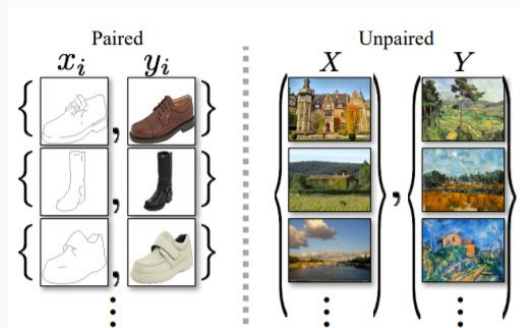 Paired
Unpaired
x_i y_i
X Y
{ , }
{ , }
{ , }
{ , }
⋮ ⋮ ⋮